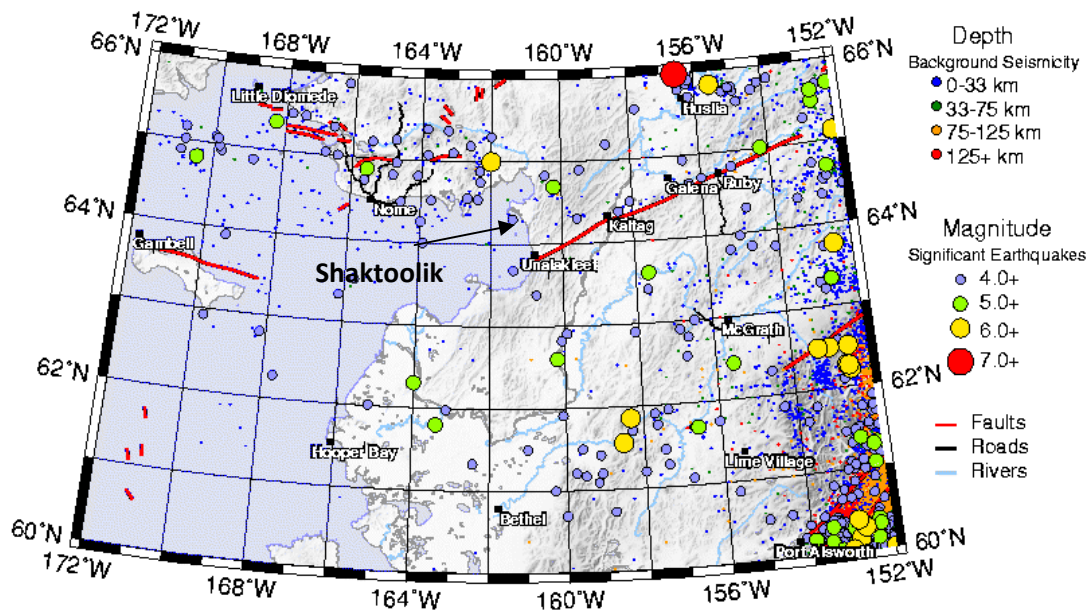 172°W
168°W
164°W
160°W
156°W
152°W
66°N
66°N
Little Diomede
Huslia
Galena
Ruby
Nome
Kaltag
64°N
64°N
Gambell
Unalakleet
Shaktoolik
McGrath
62°N
62°N
Hooper Bay
Lime Village
Bethel
Port Alsworth
60°N
60°N
172°W
168°W
164°W
160°W
156°W
152°W
Depth
Background Seismicity
0-33 km
33-75 km
75-125 km
125+ km
Magnitude
Significant Earthquakes
4.0+
5.0+
6.0+
7.0+
Faults
Roads
Rivers